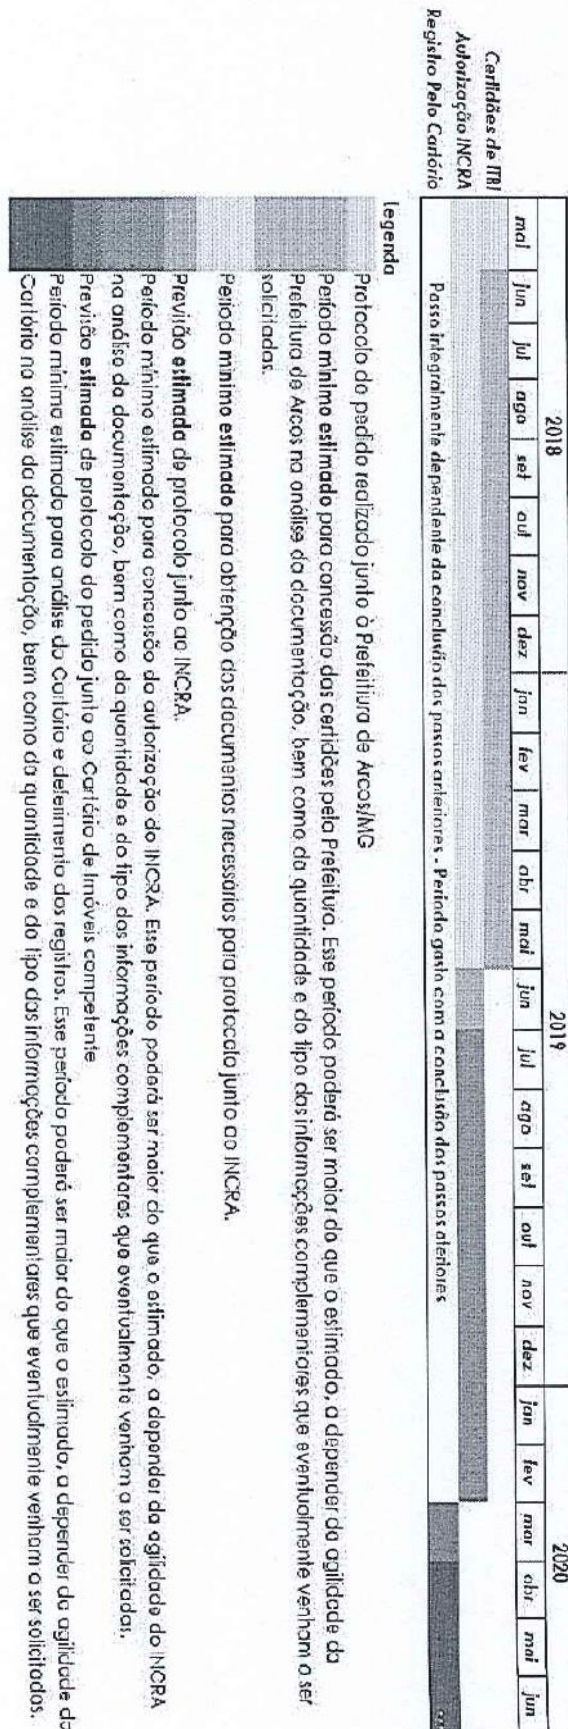 2018 2019 2020
mai jun jul ago set out nov dez jan fev mar abr mai jun jul ago set out nov dez jan fev mar abr mai jun
Certidões de ITBI
Autorização INCRA
Registro Pelo Cartório
Passo integralmente dependente da conclusão dos passos anteriores - Período gasto com a conclusão dos passos ateriores
Legenda
Protocolo do pedido realizado junto à Prefeitura de Arcos/MG
Período mínimo estimado para concessão das certidões pela Prefeitura. Esse período poderá ser maior do que o estimado, a depender da agilidade da
Prefeitura de Arcos na análise da documentação, bem como da quantidade e do tipo das informações complementares que eventualmente venham a ser
solicitadas.
Período mínimo estimado para obtenção dos documentos necessários para protocolo junto ao INCRA.
Previsão estimada de protocolo junto ao INCRA.
Período mínimo estimado para concessão da autorização do INCRA. Esse período poderá ser maior do que o estimado, a depender da agilidade do INCRA
na análise da documentação, bem como da quantidade e do tipo das informações complementares que eventualmente venham a ser solicitadas.
Previsão estimada de protocolo do pedido junto ao Cartório de Imóveis competente
Período mínimo estimado para análise do Cartório e deferimento dos registros. Esse período poderá ser maior do que o estimado, a depender da agilidade do
Cartório na análise da documentação, bem como da quantidade e do tipo das informações complementares que eventualmente venham a ser solicitadas.